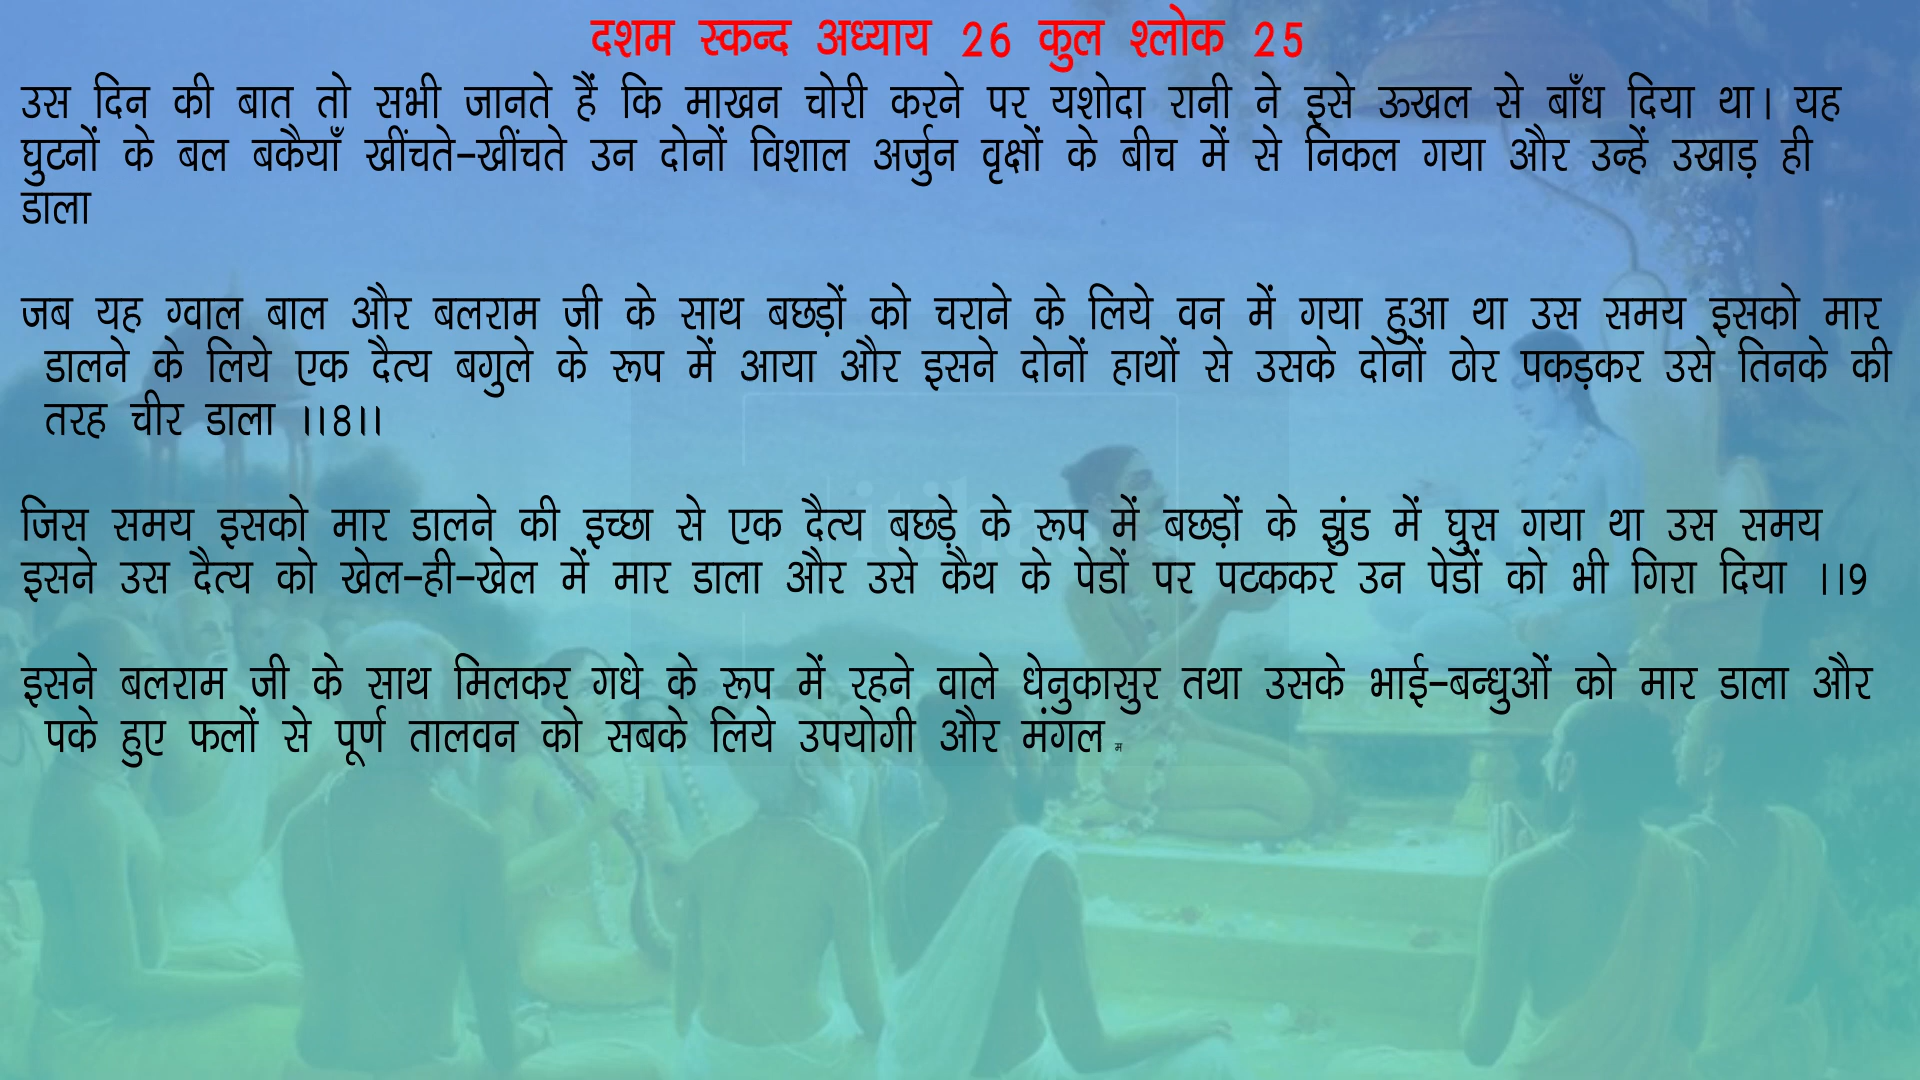 दशम स्कन्द अध्याय 26 कुल श्लोक 25
उस दिन की बात तो सभी जानते हैं कि माखन चोरी करने पर यशोदा रानी ने इसे ऊखल से बाँध दिया था। यह
घुटनों के बल बकैयाँ खींचते-खींचते उन दोनों विशाल अर्जुन वृक्षों के बीच में से निकल गया और उन्हें उखाड़ ही
डाला
जब यह ग्वाल बाल और बलराम जी के साथ बछड़ों को चराने के लिये वन में गया हुआ था उस समय इसको मार
डालने के लिये एक दैत्य बगुले के रूप में आया और इसने दोनों हाथों से उसके दोनों ठोर पकड़कर उसे तिनके की
तरह चीर डाला ।।8।।
जिस समय इसको मार डालने की इच्छा से एक दैत्य बछड़े के रूप में बछड़ों के झुंड में घुस गया था उस समय
इसने उस दैत्य को खेल-ही-खेल में मार डाला और उसे कैथ के पेडों पर पटककर उन पेडों को भी गिरा दिया ।।9
इसने बलराम जी के साथ मिलकर गधे के रूप में रहने वाले धेनुकासुर तथा उसके भाई-बन्धुओं को मार डाला और
पके हुए फलों से पूर्ण तालवन को सबके लिये उपयोगी और मंगल म